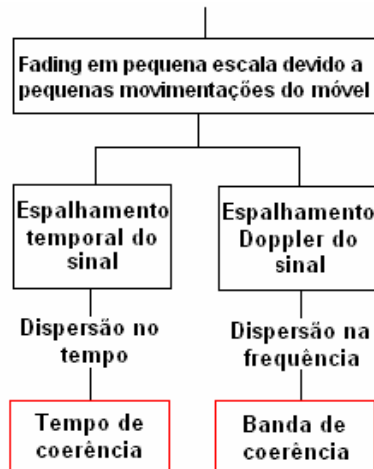 Fading em pequena escala devido a
pequenas movimentações do móvel
Espalhamento
temporal do
sinal
Espalhamento
Doppler do
sinal
Dispersão no
tempo
Dispersão na
frequência
Tempo de
coerência
Banda de
coerência